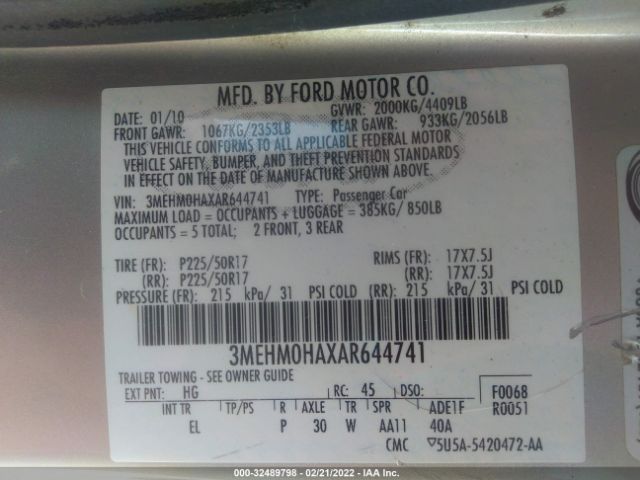 MFD. BY FORD MOTOR CO.
DATE: 01/10 GVWR: 2000KG/4409LB
FRONT GAWR: 1067KG/2353LB REAR GAWR: 933KG/2056LB
THIS VEHICLE CONFORMS TO ALL APPLICABLE FEDERAL MOTOR
VEHICLE SAFETY, BUMPER, AND THEFT PREVENTION STANDARDS
IN EFFECT ON THE DATE OF MANUFACTURE SHOWN ABOVE.
VIN: 3MEHM0HAXAR644741 TYPE: Passenger Car
MAXIMUM LOAD = OCCUPANTS + LUGGAGE = 385KG/ 850LB
OCCUPANTS = 5 TOTAL; 2 FRONT, 3 REAR
TIRE (FR): P225/50R17 RIMS (FR): 17X7.5J
(RR): P225/50R17 (RR): 17X7.5J
PRESSURE (FR): 215 kPa/ 31 PSI COLD (RR): 215 kPa/ 31 PSI COLD
3MEHM0HAXAR644741
TRAILER TOWING - SEE OWNER GUIDE
EXT PNT: HG RC: 45 DSO: F0068
INT TR TP/PS R AXLE TR SPR ADE1F R0051
EL P 30 W AA11 40A
CMC 5U5A-5420472-AA
000-32489798 - 02/21/2022 - IAA Inc.